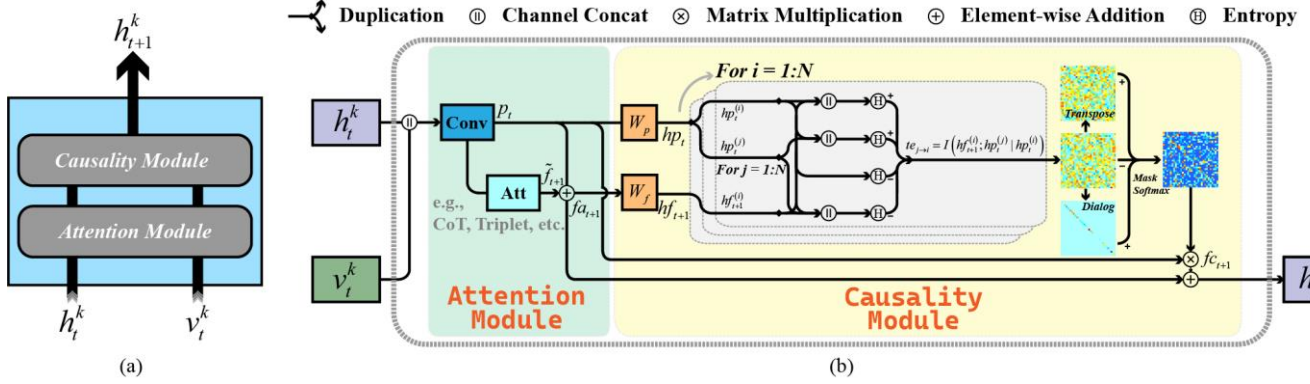 Duplication ⓘ Channel Concat ⊗ Matrix Multiplication ⊕ Element-wise Addition Ⓗ Entropy
h_{t+1}^k
Causality Module
Attention Module
h_t^k
v_t^k
(a)
h_t^k
v_t^k
Conv
p_t
Att
\tilde{f}_{t+1}
fa_{t+1}
e.g.,
CoT, Triplet, etc.
Attention
Module
W_p
hp_t
W_f
hf_{t+1}
For i = 1:N
hp_t^{(i)}
hp_t^{(j)}
For j = 1:N
hf_{t+1}^{(i)}
te_{j→i} = I(hf_{t+1}^{(i)}; hp_t^{(j)} | hp_t^{(i)})
Transpose
Dialog
Mask
Softmax
fc_{t+1}
Causality
Module
h
(b)